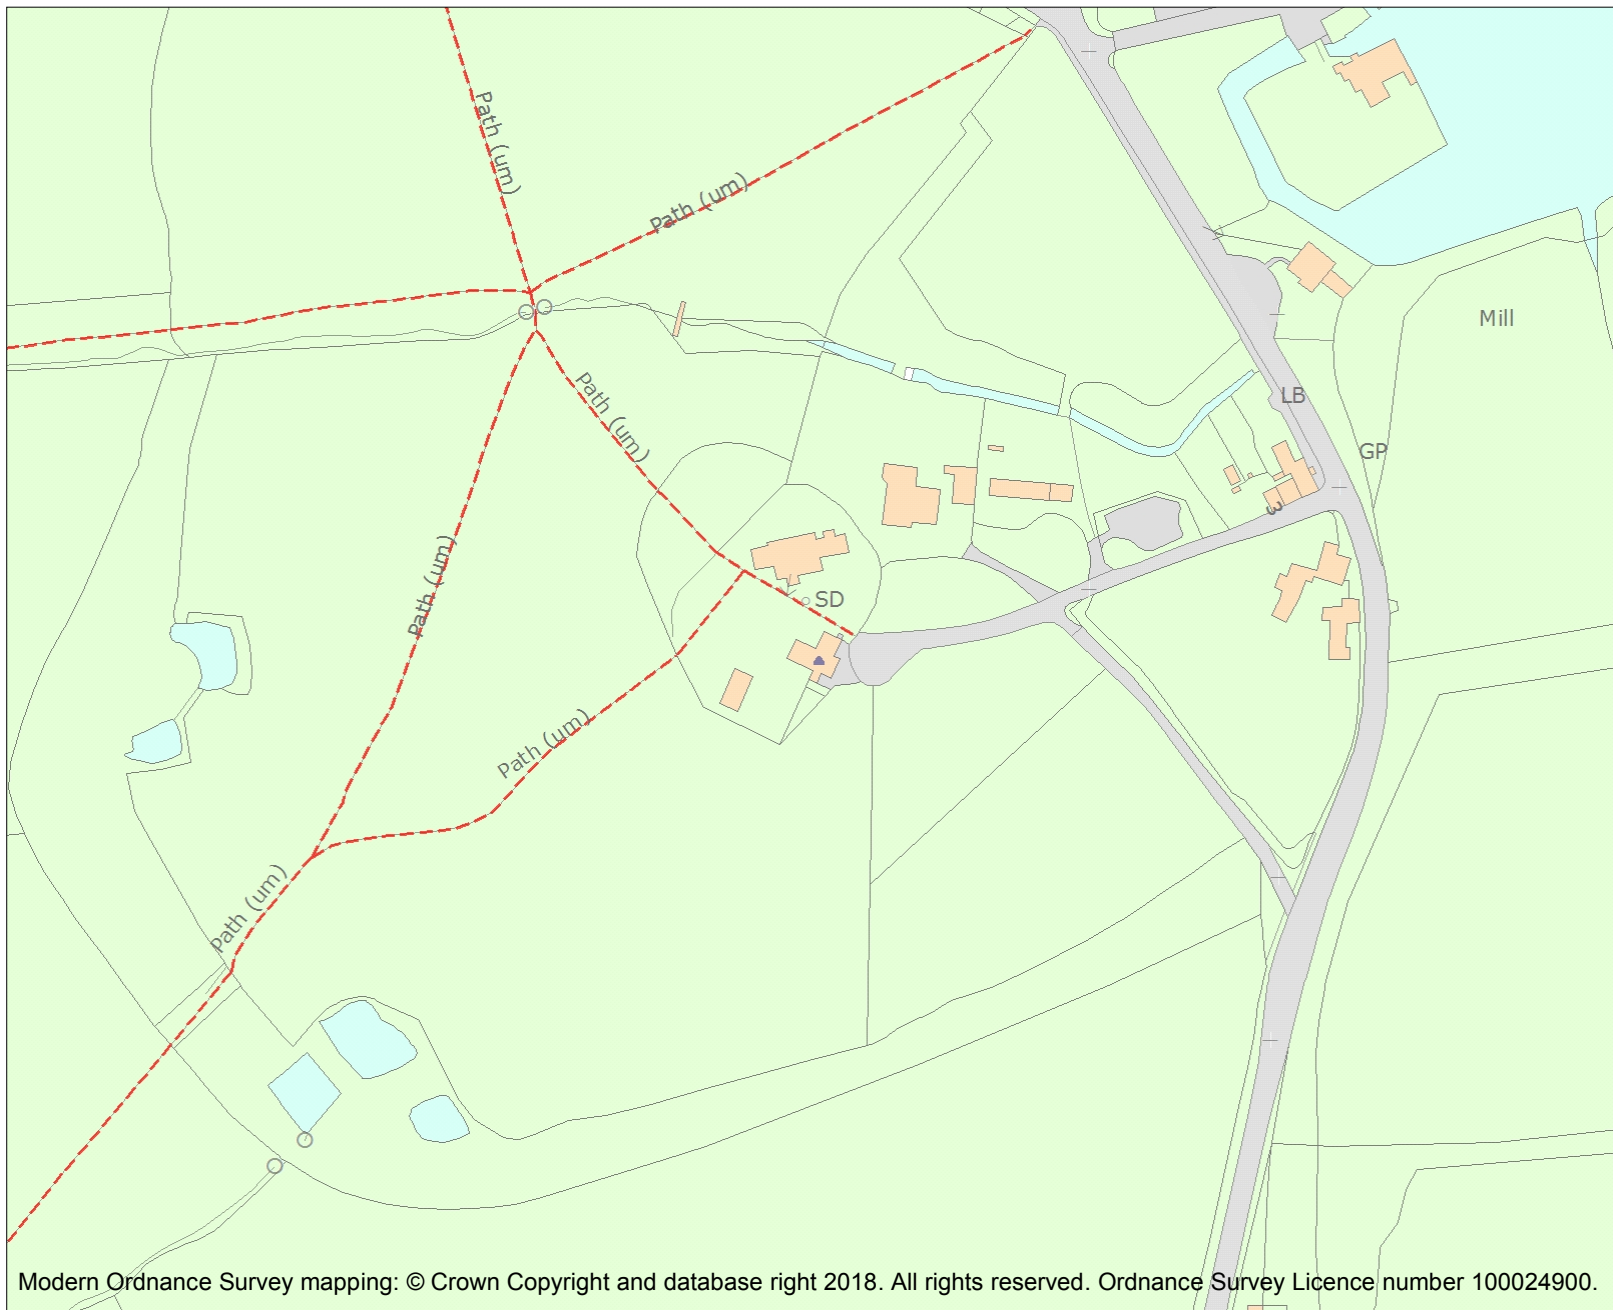 Path (um)
Path (um)
Mill
LB
Path (um)
GP
3
Path (um)
SD
Path (um)
Path (um)
Modern Ordnance Survey mapping: © Crown Copyright and database right 2018. All rights reserved. Ordnance Survey Licence number 100024900.